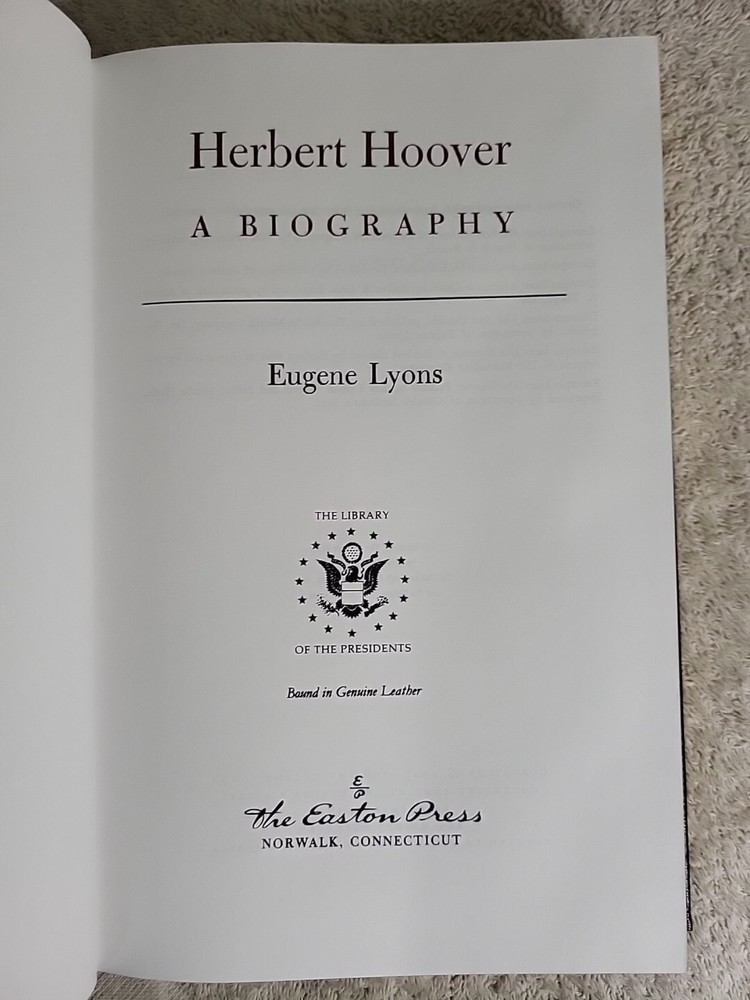 Herbert Hoover
A BIOGRAPHY
Eugene Lyons
THE LIBRARY
OF THE PRESIDENTS
Bound in Genuine Leather
E
P
The Easton Press
NORWALK, CONNECTICUT